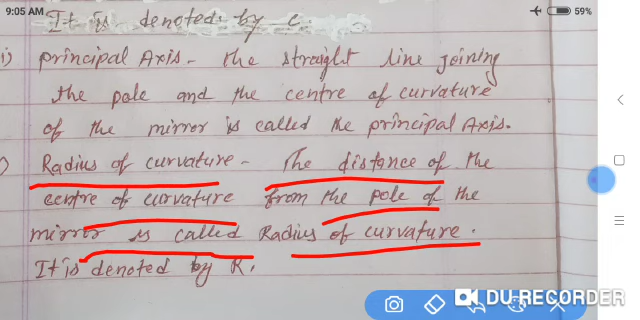 9:05 AM
59%
It is denoted by C.
i) Principal Axis - The straight line joining
the pole and the centre of curvature
of the mirror is called the principal Axis.
) Radius of curvature - The distance of the
centre of curvature from the pole of the
mirror is called Radius of curvature.
It is denoted by R.
DU RECORDER